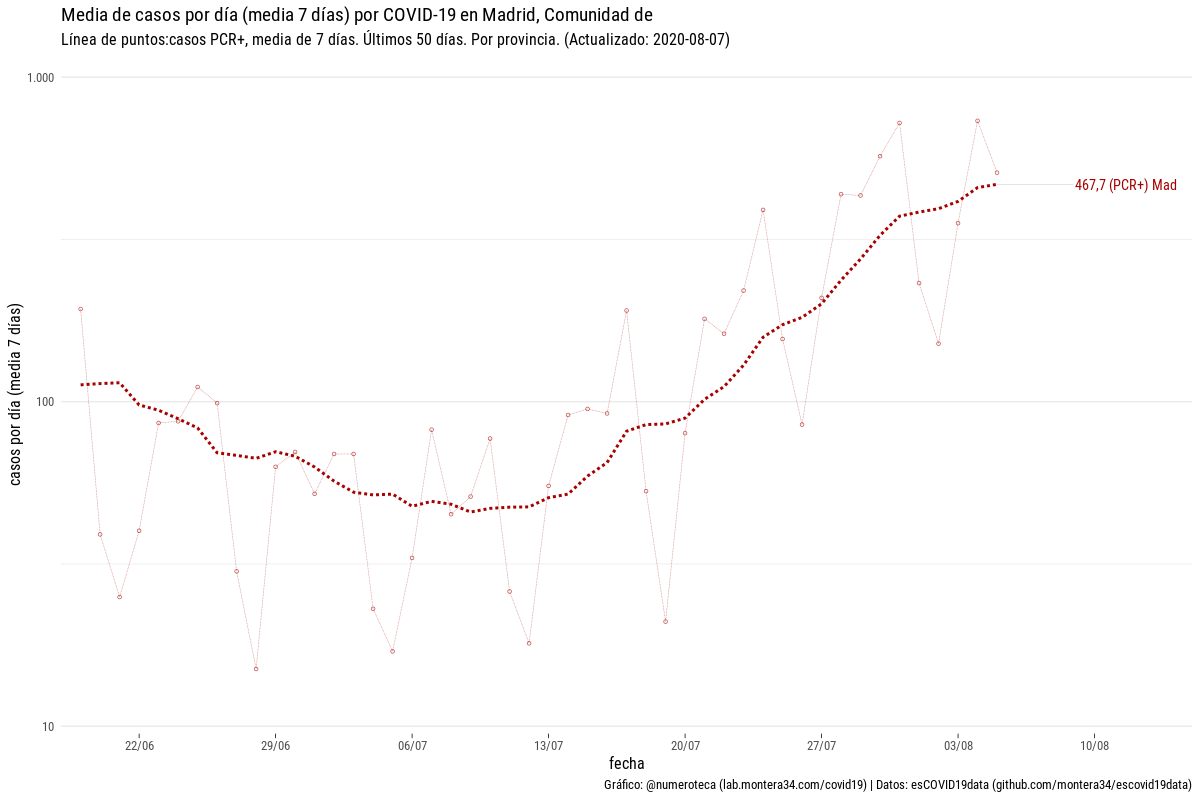 Media de casos por día (media 7 días) por COVID-19 en Madrid, Comunidad de
Línea de puntos:casos PCR+, media de 7 días. Últimos 50 días. Por provincia. (Actualizado: 2020-08-07)
1.000
467,7 (PCR+) Mad
casos por día (media 7 días)
100
10
22/06 29/06 06/07 13/07 20/07 27/07 03/08 10/08
fecha
Gráfico: @numeroteca (lab.montera34.com/covid19) | Datos: esCOVID19data (github.com/montera34/escovid19data)